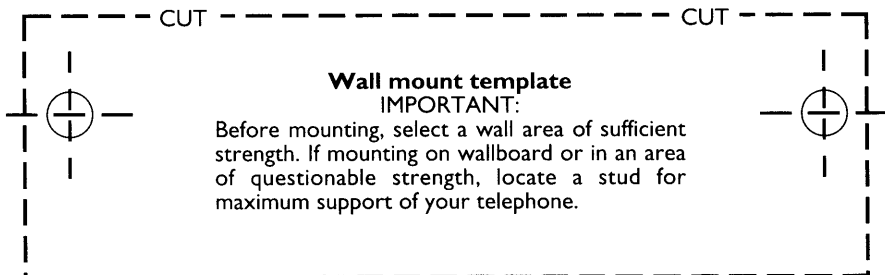 CUT CUT
Wall mount template
IMPORTANT:
Before mounting, select a wall area of sufficient
strength. If mounting on wallboard or in an area
of questionable strength, locate a stud for
maximum support of your telephone.